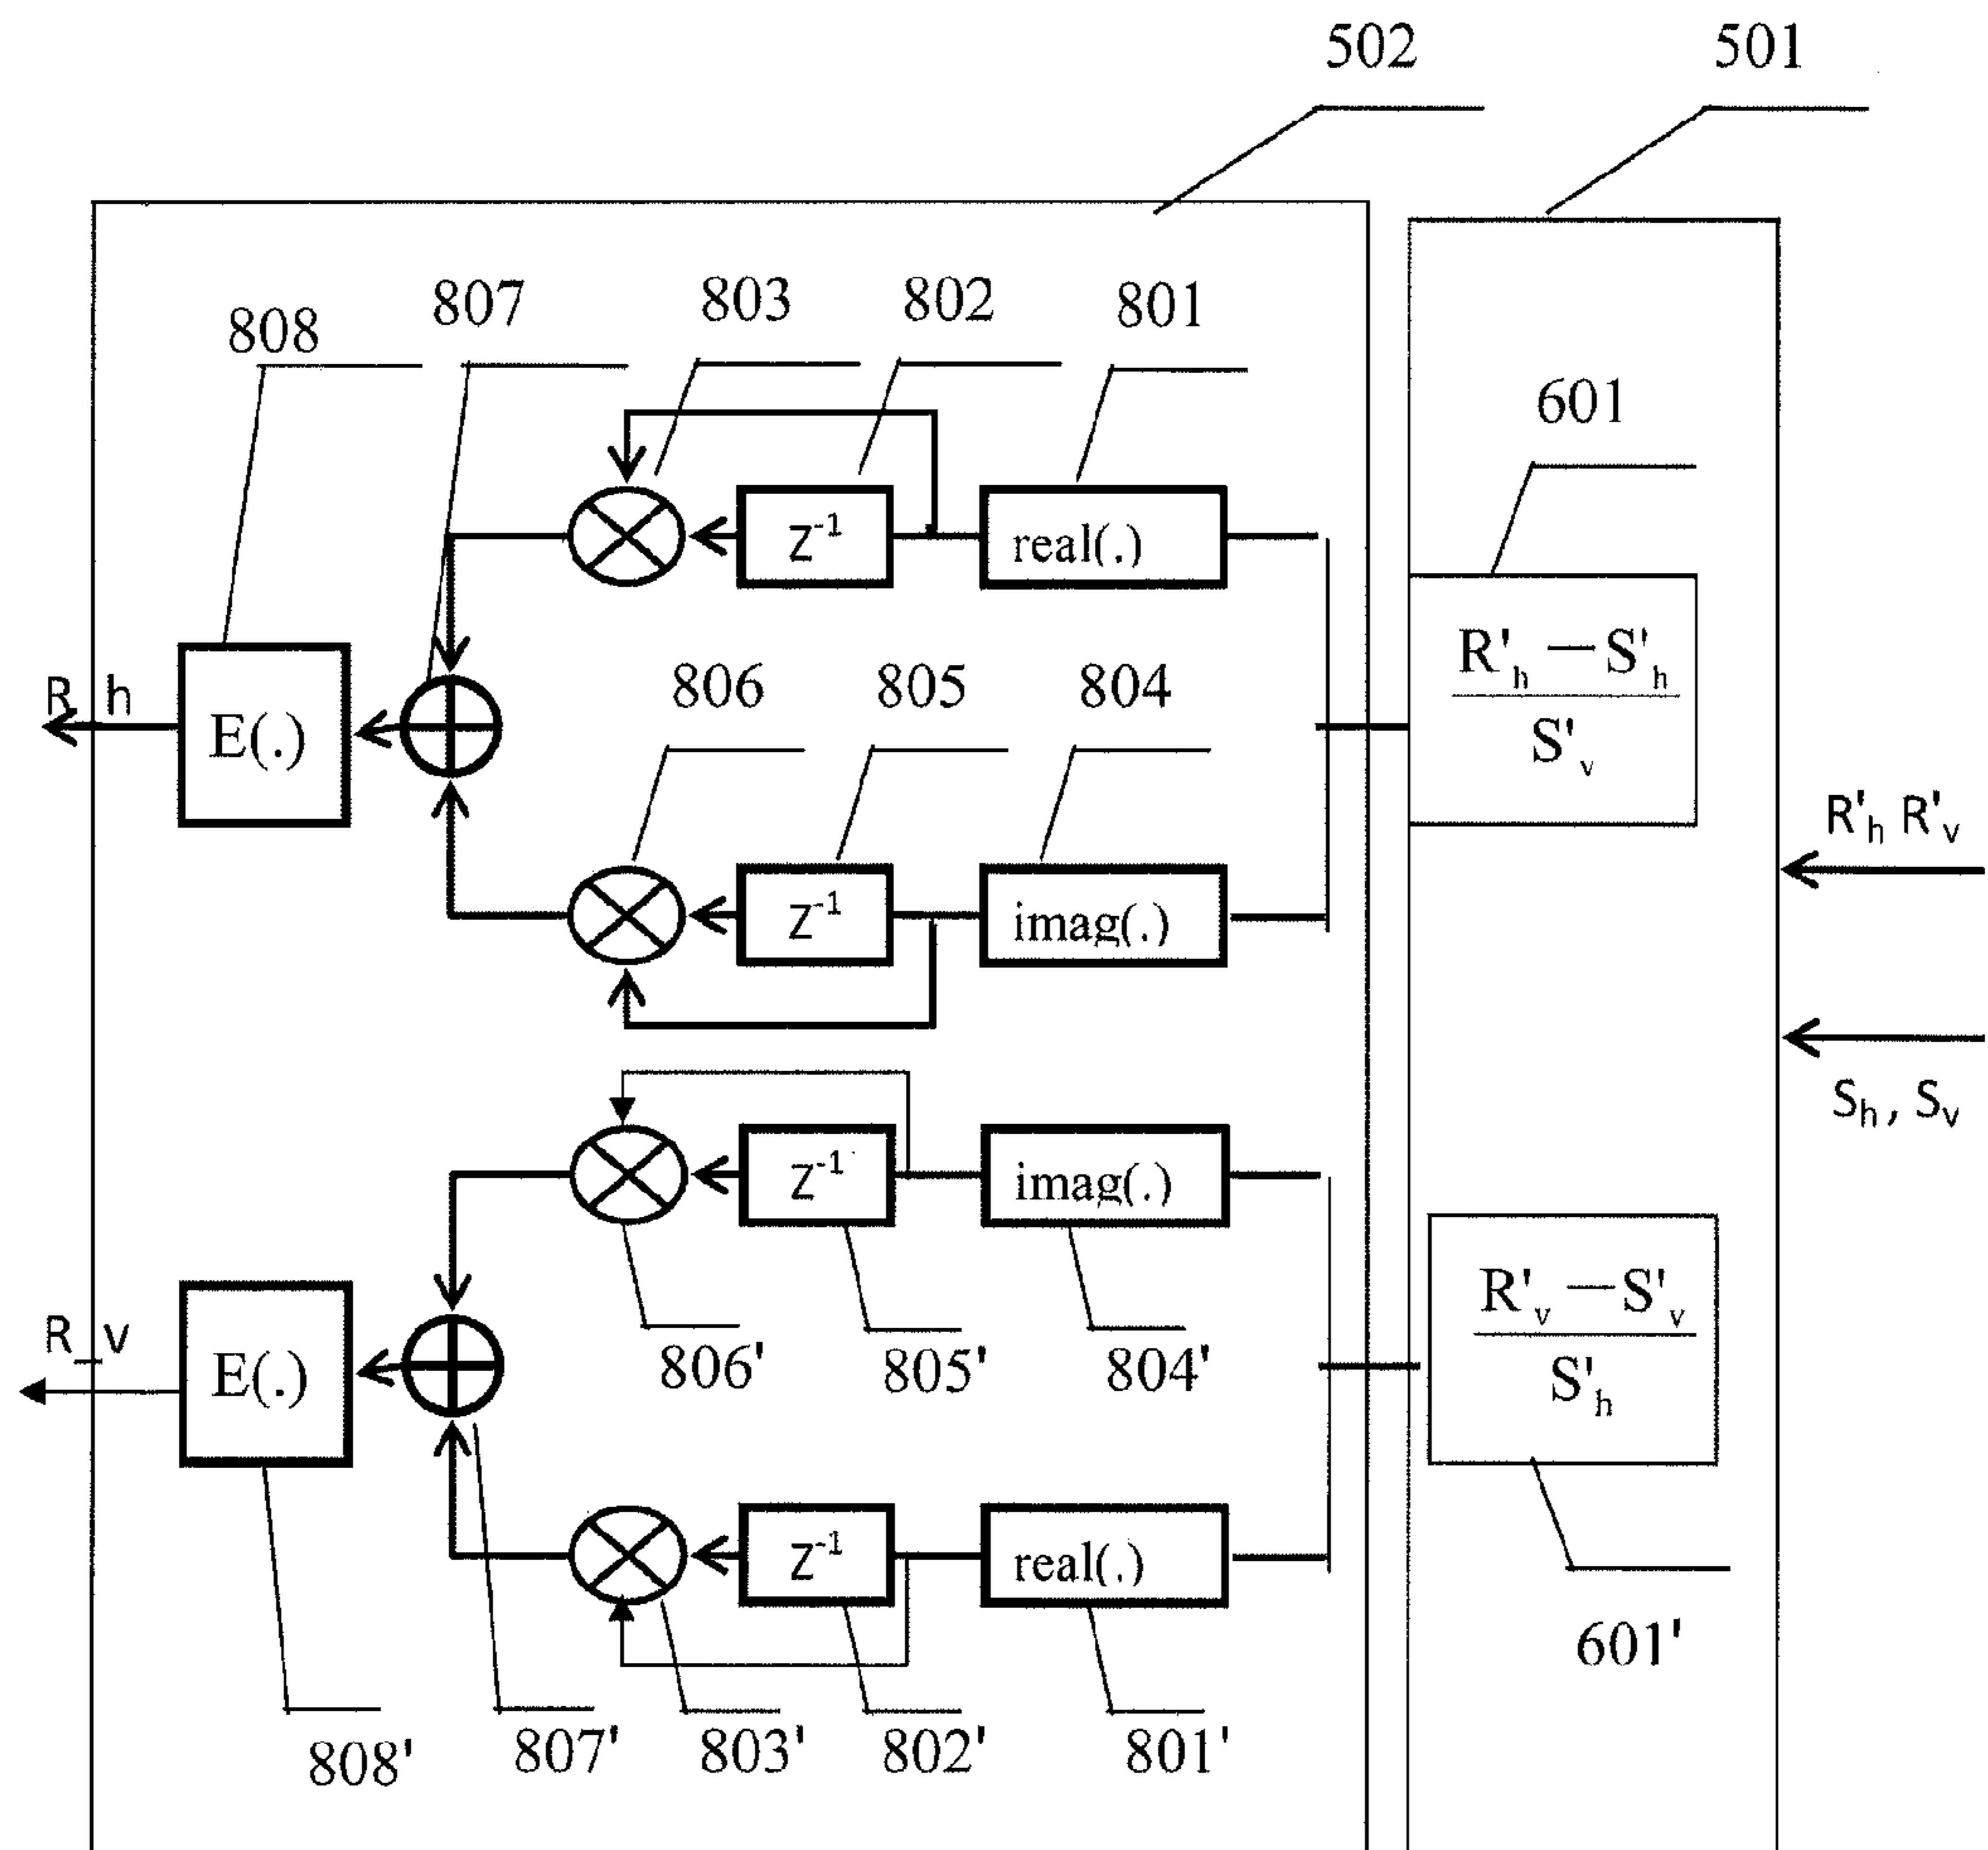 502 501
808 807 803 802 801
601
Z⁻¹ real(.)
R'ₕ — S'ₕ
S'ᵥ
R_h E(.)
806 805 804
R'ₕ R'ᵥ
Z⁻¹ imag(.)
Sₕ, Sᵥ
Z⁻¹ imag(.)
R'ᵥ — S'ᵥ
S'ₕ
R_v E(.)
806' 805' 804'
Z⁻¹ real(.)
601'
808' 807' 803' 802' 801'